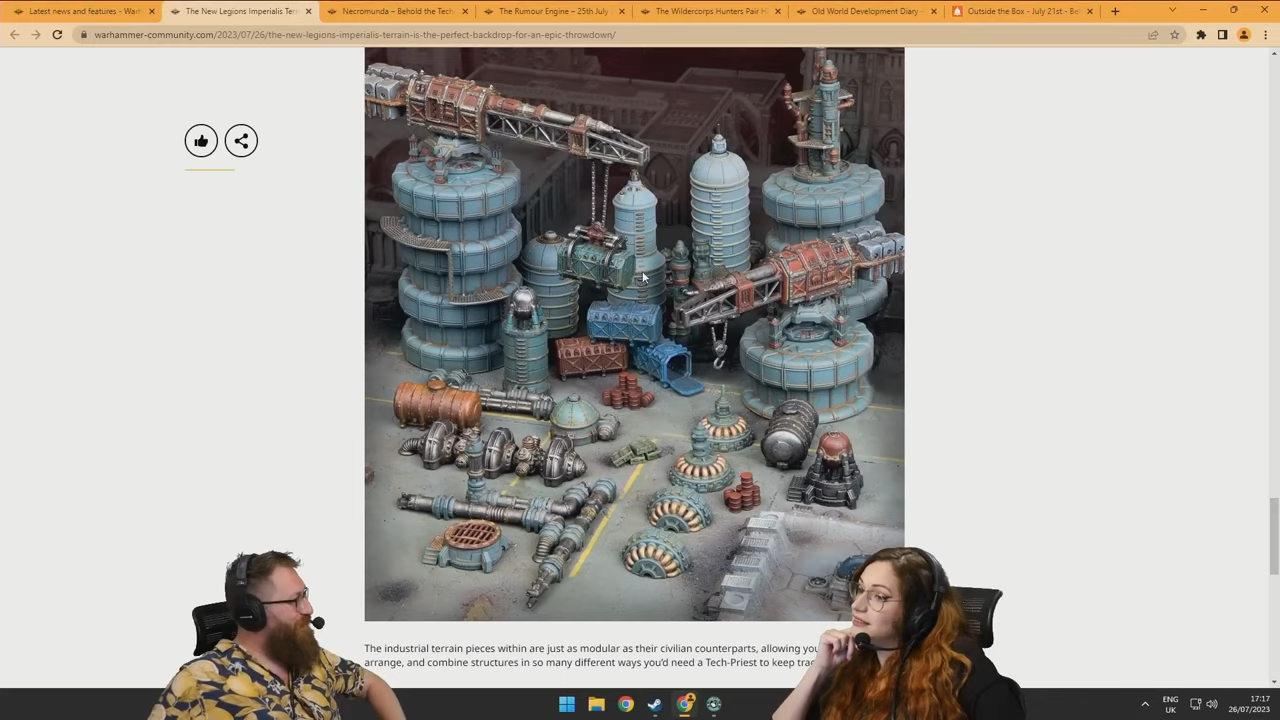 Latest news and features - War
The New Legions Imperialis Ter
Necromunda – Behold the Tech
The Rumour Engine – 25th July
The Wildercorps Hunters Pair H
Old World Development Diary –
Outside the Box - July 21st - Be
warhammer-community.com/2023/07/26/the-new-legions-imperialis-terrain-is-the-perfect-backdrop-for-an-epic-throwdown/
The industrial terrain pieces within are just as modular as their civilian counterparts, allowing you
arrange, and combine structures in so many different ways you'd need a Tech-Priest to keep trac
ENG
UK
17:17
26/07/2023